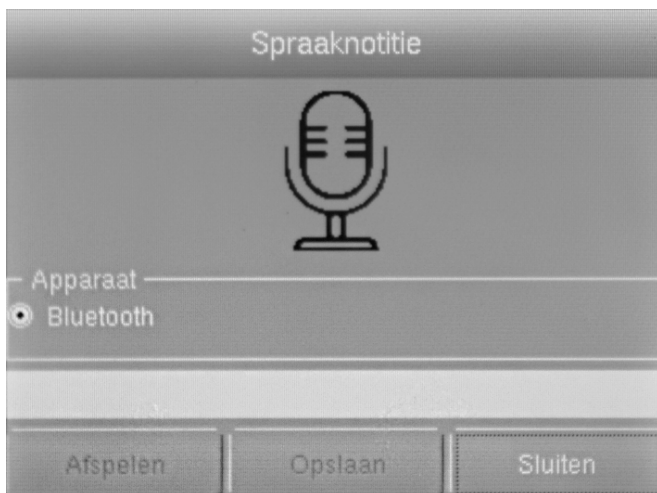 Spraaknotitie
Apparaat
Bluetooth
Afspelen
Opslaan
Sluiten